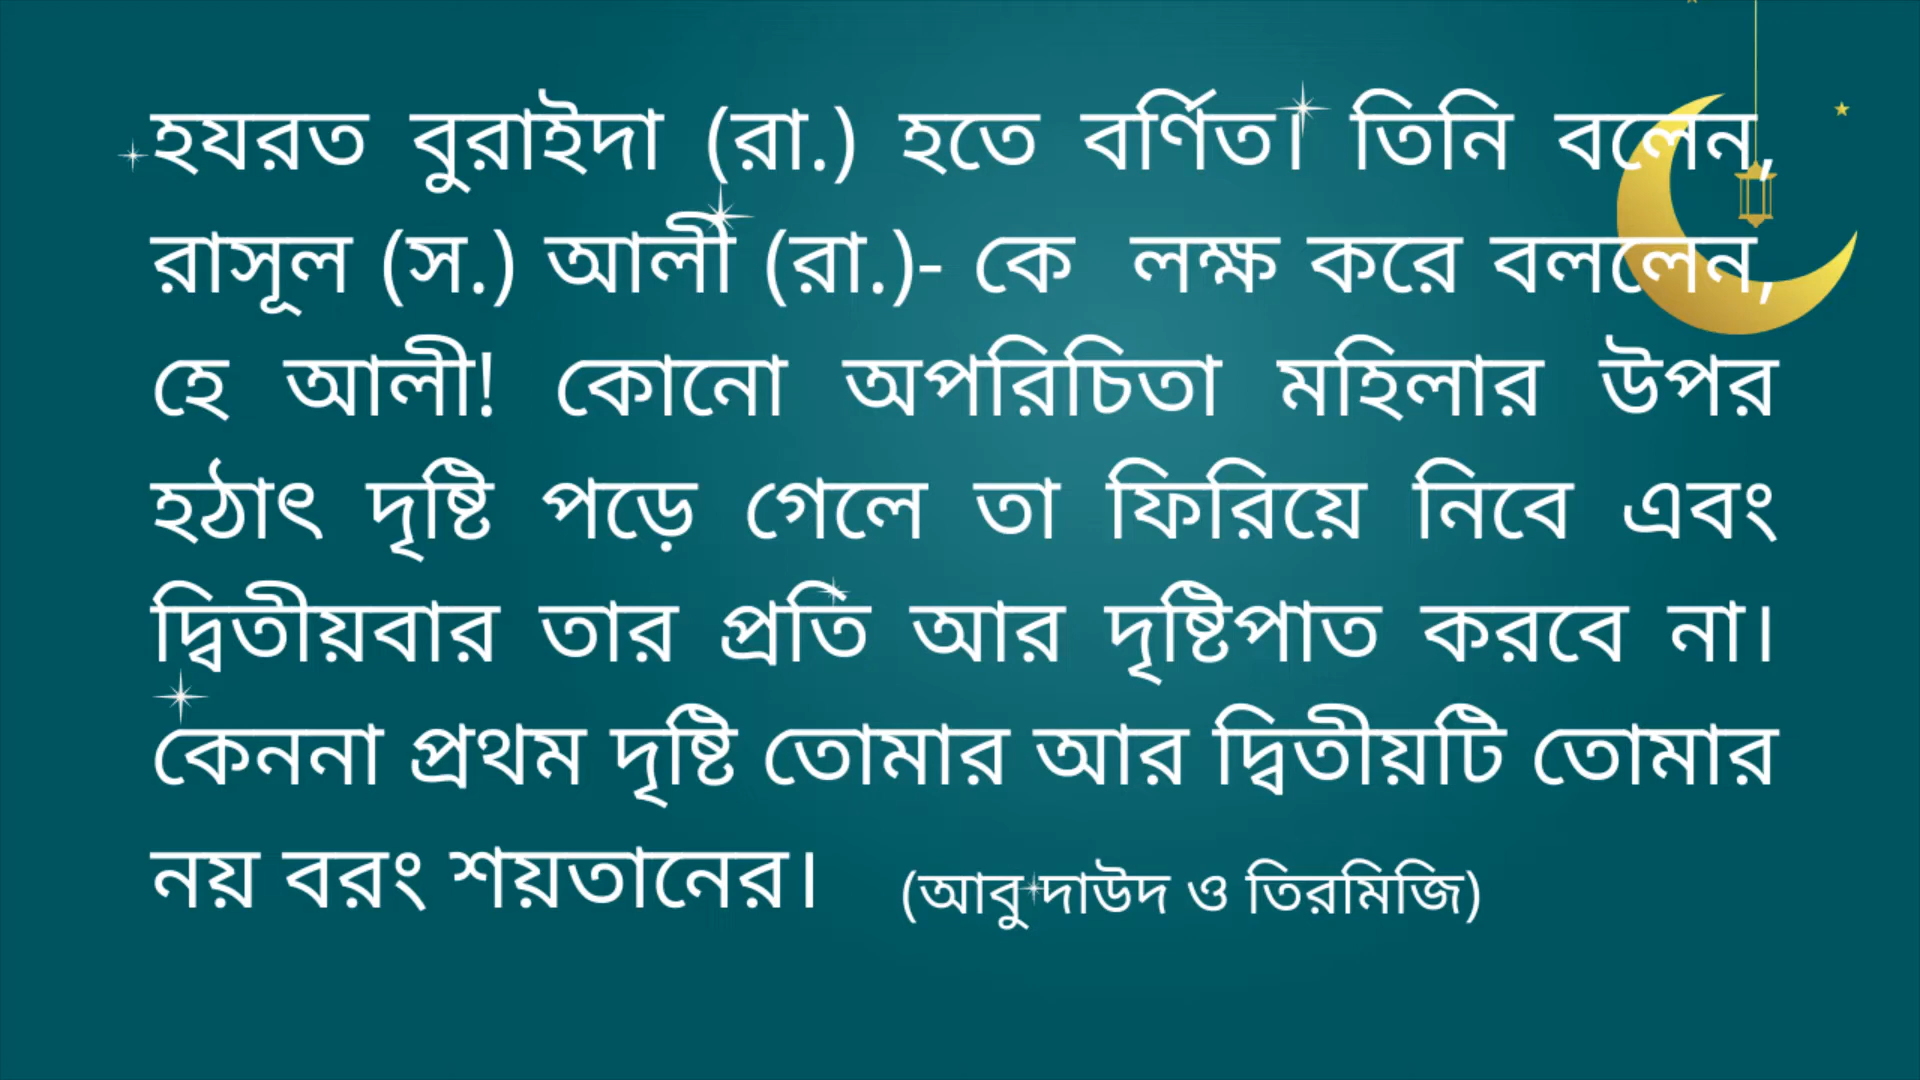 হযরত বুরাইদা (রা.) হতে বর্ণিত। তিনি বলেন,
রাসূল (স.) আলী (রা.)- কে লক্ষ করে বললেন,
হে আলী! কোনো অপরিচিতা মহিলার উপর
হঠাৎ দৃষ্টি পড়ে গেলে তা ফিরিয়ে নিবে এবং
দ্বিতীয়বার তার প্রতি আর দৃষ্টিপাত করবে না।
কেননা প্রথম দৃষ্টি তোমার আর দ্বিতীয়টি তোমার
নয় বরং শয়তানের। (আবু দাউদ ও তিরমিজি)